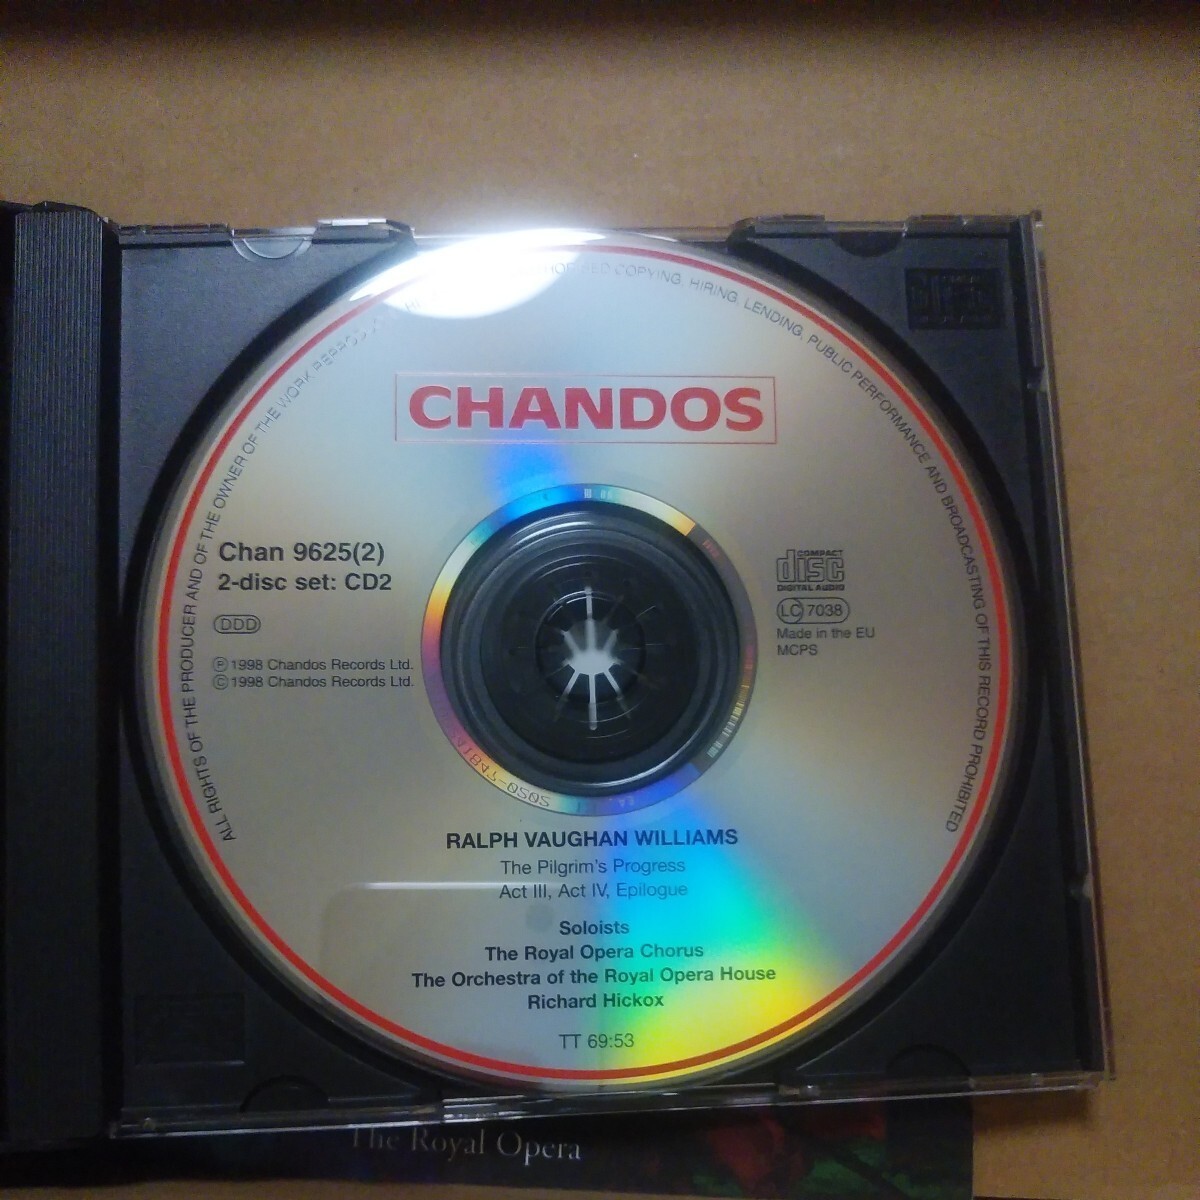 ALL RIGHTS OF THE PRODUCER AND OF THE OWNER OF THE WORK COPYING, HIRING, LENDING, PUBLIC PERFORMANCE AND BROADCASTING OF THIS RECORD PROHIBITED
CHANDOS
Chan 9625(2)
2-disc set: CD2
DDD
Ⓟ 1998 Chandos Records Ltd.
© 1998 Chandos Records Ltd.
COMPACT
disc
DIGITAL AUDIO
LC 7038
Made in the EU
MCPS
RALPH VAUGHAN WILLIAMS
The Pilgrim's Progress
Act III, Act IV, Epilogue
Soloists
The Royal Opera Chorus
The Orchestra of the Royal Opera House
Richard Hickox
TT 69:53
The Royal Opera